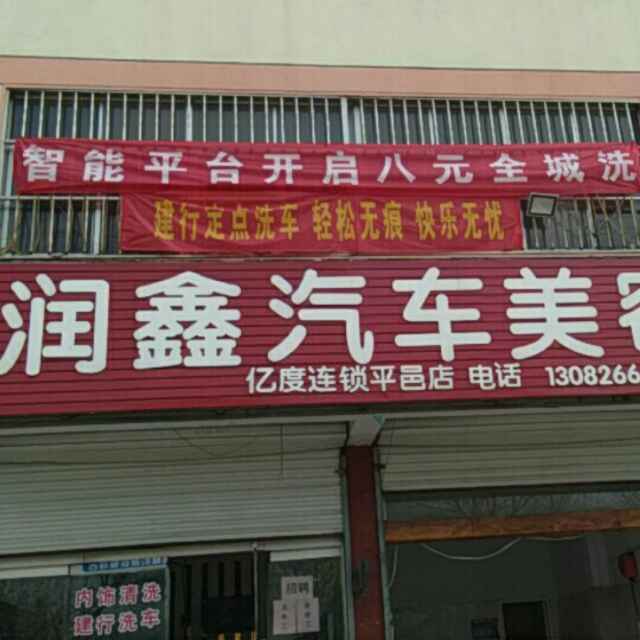 智能平台开启八元全城洗
建行定点洗车 轻松无痕 快乐无忧
润鑫汽车美容
亿度连锁平邑店 电话 1308266
内饰清洗
建行洗车
招聘